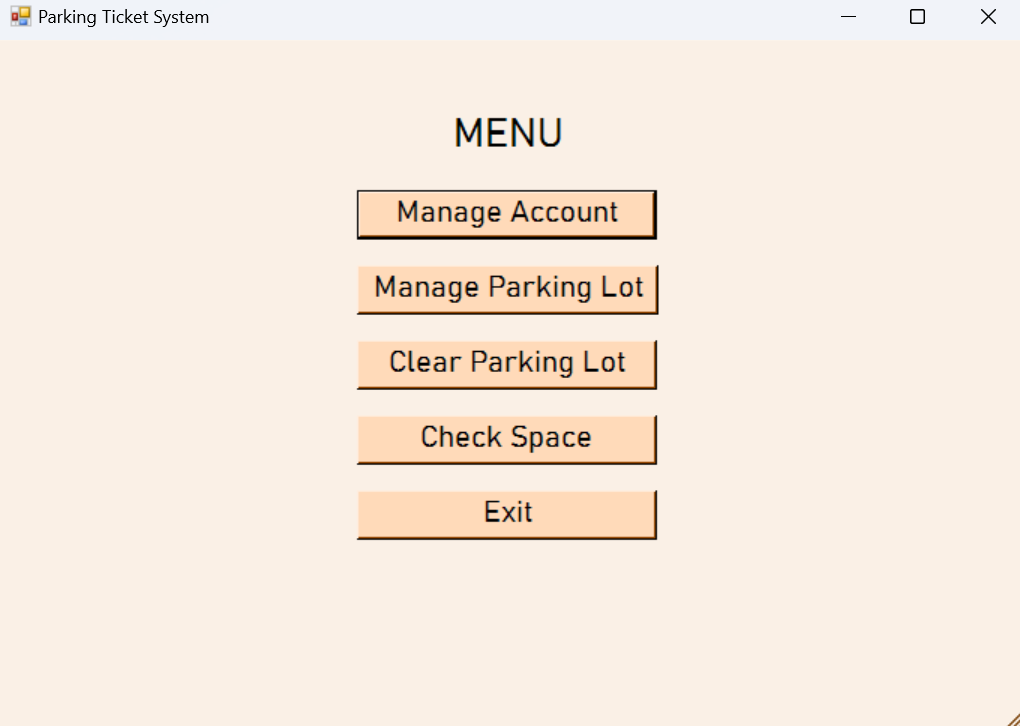 Parking Ticket System
MENU
Manage Account
Manage Parking Lot
Clear Parking Lot
Check Space
Exit